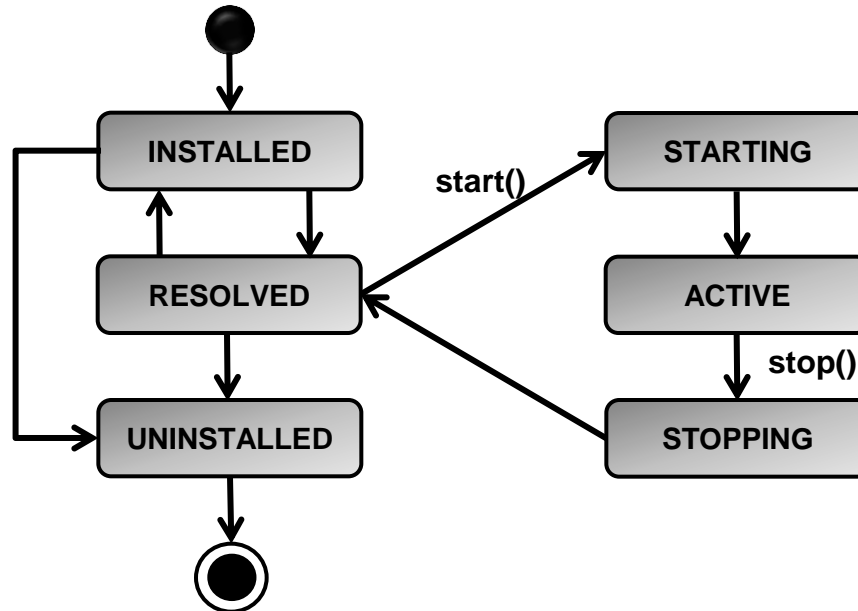 INSTALLED
STARTING
start()
RESOLVED
ACTIVE
stop()
UNINSTALLED
STOPPING